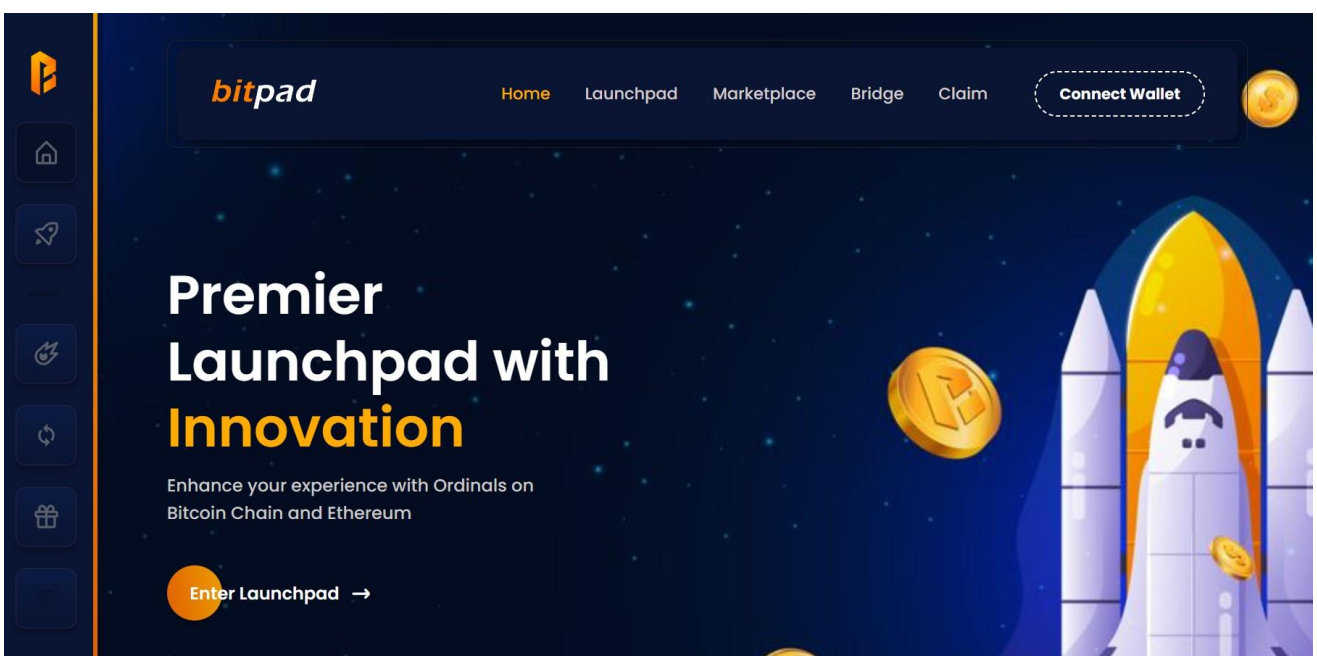 bitpad
Home Launchpad Marketplace Bridge Claim Connect Wallet
Premier
Launchpad with
Innovation
Enhance your experience with Ordinals on
Bitcoin Chain and Ethereum
Enter Launchpad →